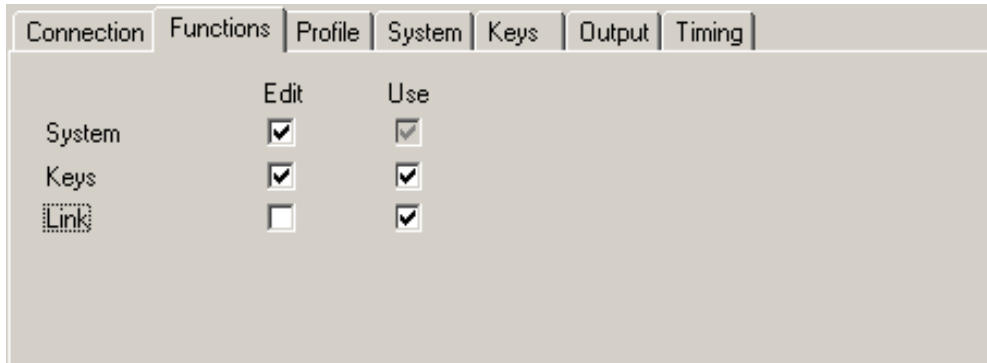 Connection Functions Profile System Keys Output Timing
Edit Use
System
Keys
Link